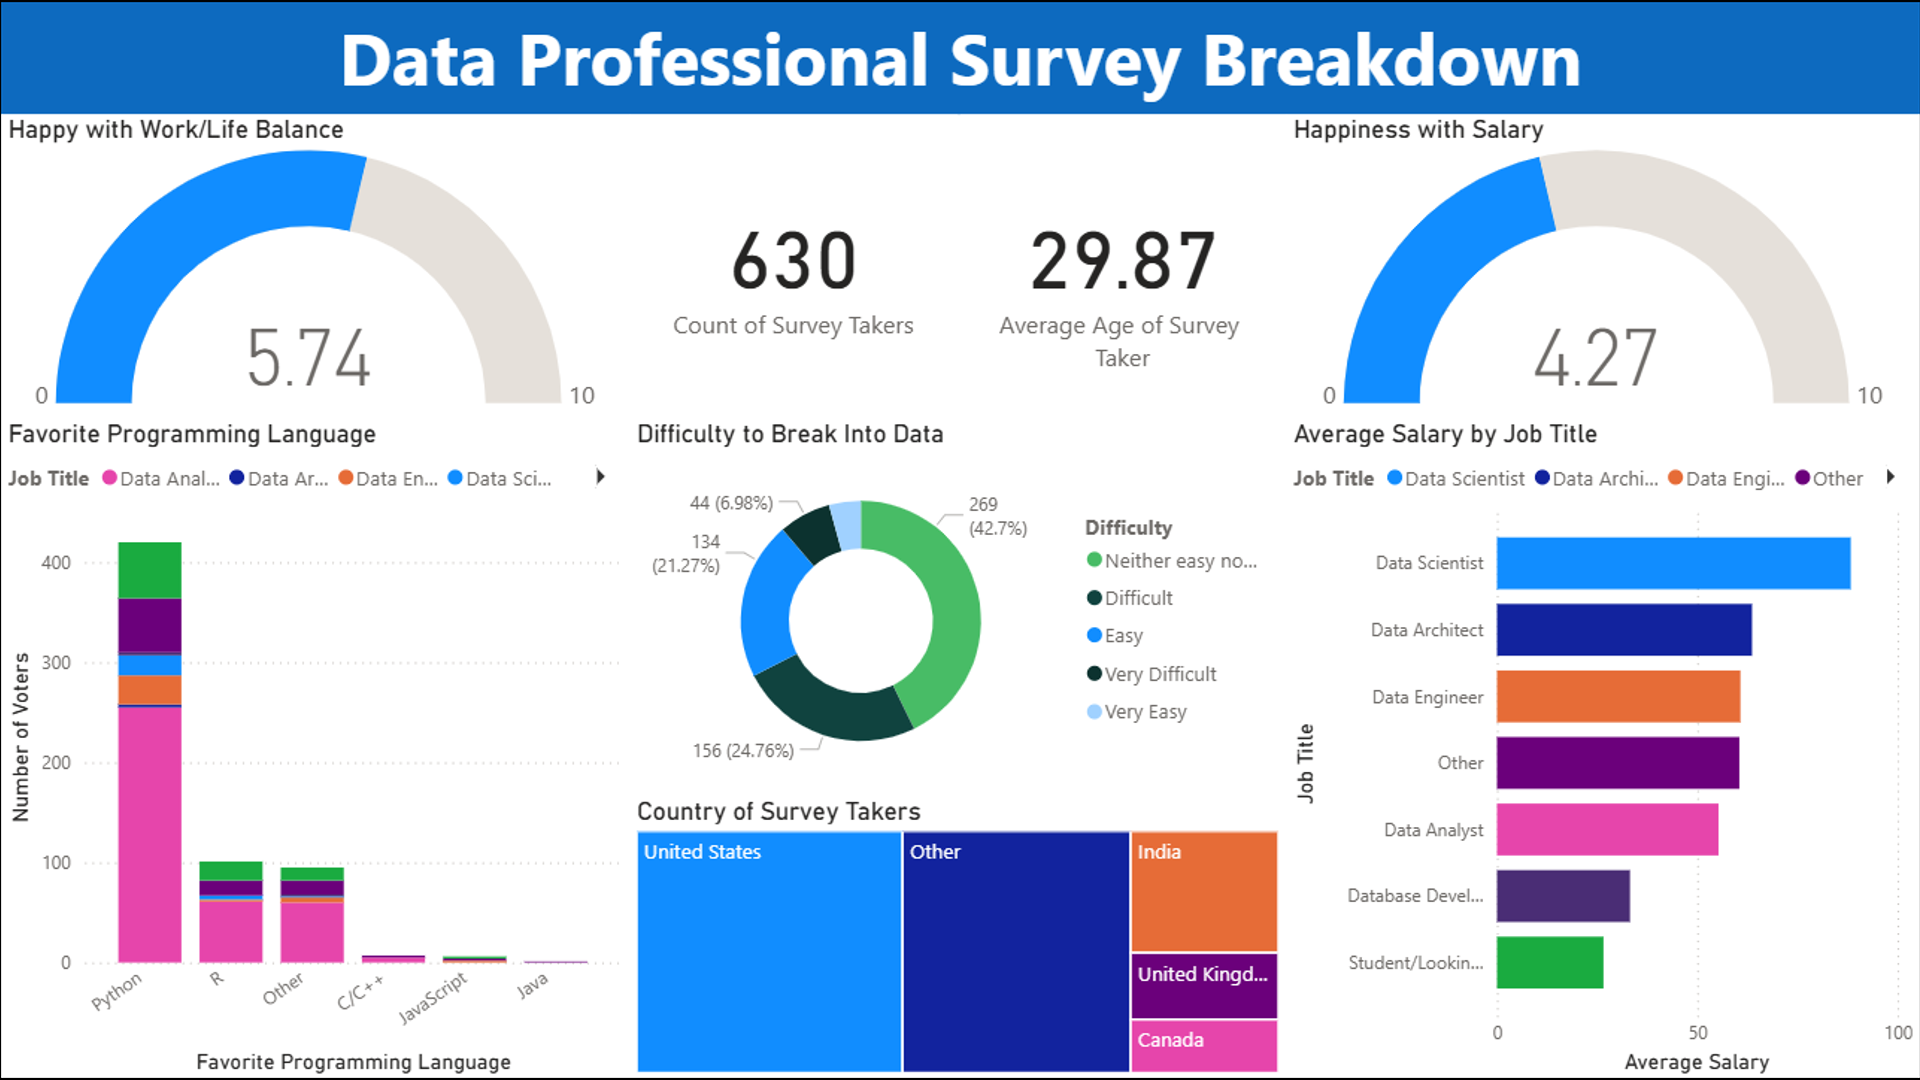 Data Professional Survey Breakdown
Happy with Work/Life Balance
5.74
0
10
630
Count of Survey Takers
29.87
Average Age of Survey
Taker
Happiness with Salary
4.27
0
10
Favorite Programming Language
Job Title Data Anal... Data Ar... Data En... Data Sci...
Number of Voters
400
300
200
100
0
Python
R
Other
C/C++
JavaScript
Java
Favorite Programming Language
Difficulty to Break Into Data
44 (6.98%)
134
(21.27%)
156 (24.76%)
269
(42.7%)
Difficulty
Neither easy no...
Difficult
Easy
Very Difficult
Very Easy
Country of Survey Takers
United States
Other
India
United Kingd...
Canada
Average Salary by Job Title
Job Title Data Scientist Data Archi... Data Engi... Other
Job Title
Data Scientist
Data Architect
Data Engineer
Other
Data Analyst
Database Devel...
Student/Lookin...
0
50
100
Average Salary